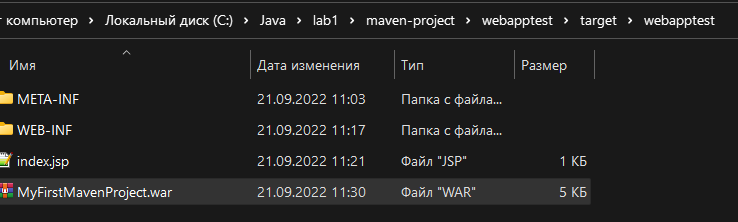 т компьютер > Локальный диск (C:) > Java > lab1 > maven-project > webapptest > target > webapptest
Имя Дата изменения Тип Размер
META-INF 21.09.2022 11:03 Папка с файла...
WEB-INF 21.09.2022 11:17 Папка с файла...
index.jsp 21.09.2022 11:21 Файл "JSP" 1 КБ
MyFirstMavenProject.war 21.09.2022 11:30 Файл "WAR" 5 КБ